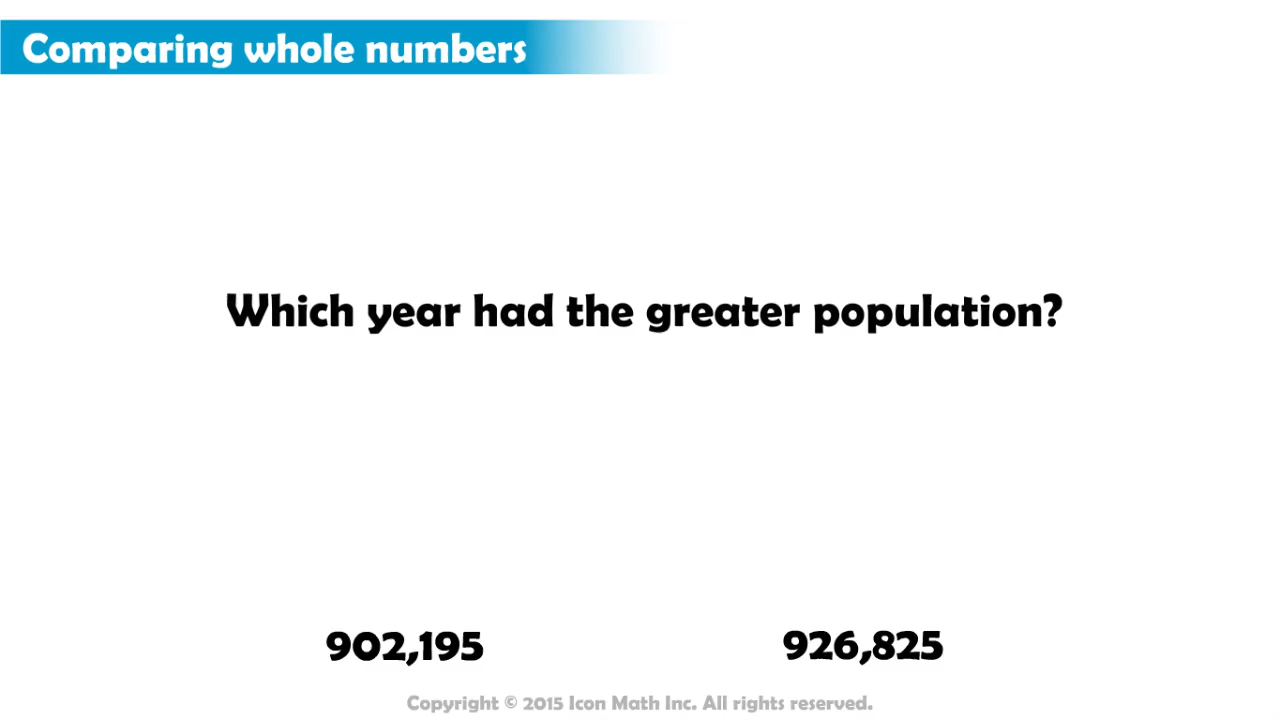 Comparing whole numbers
Which year had the greater population?
902,195 926,825
Copyright © 2015 Icon Math Inc. All rights reserved.